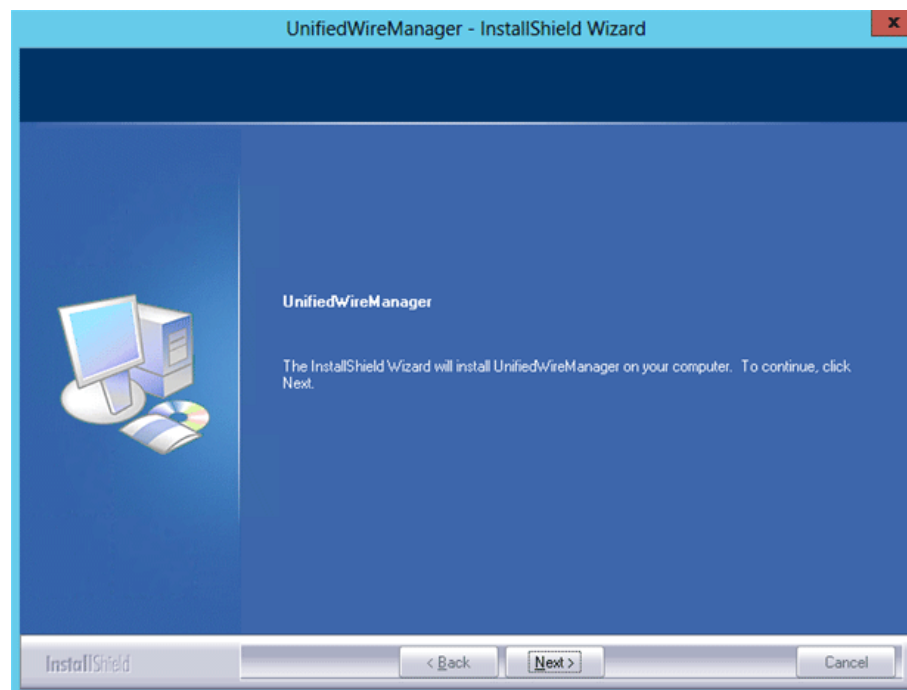 UnifiedWireManager - InstallShield Wizard
x
UnifiedWireManager
The InstallShield Wizard will install UnifiedWireManager on your computer. To continue, click
Next.
InstallShield
< Back
Next >
Cancel